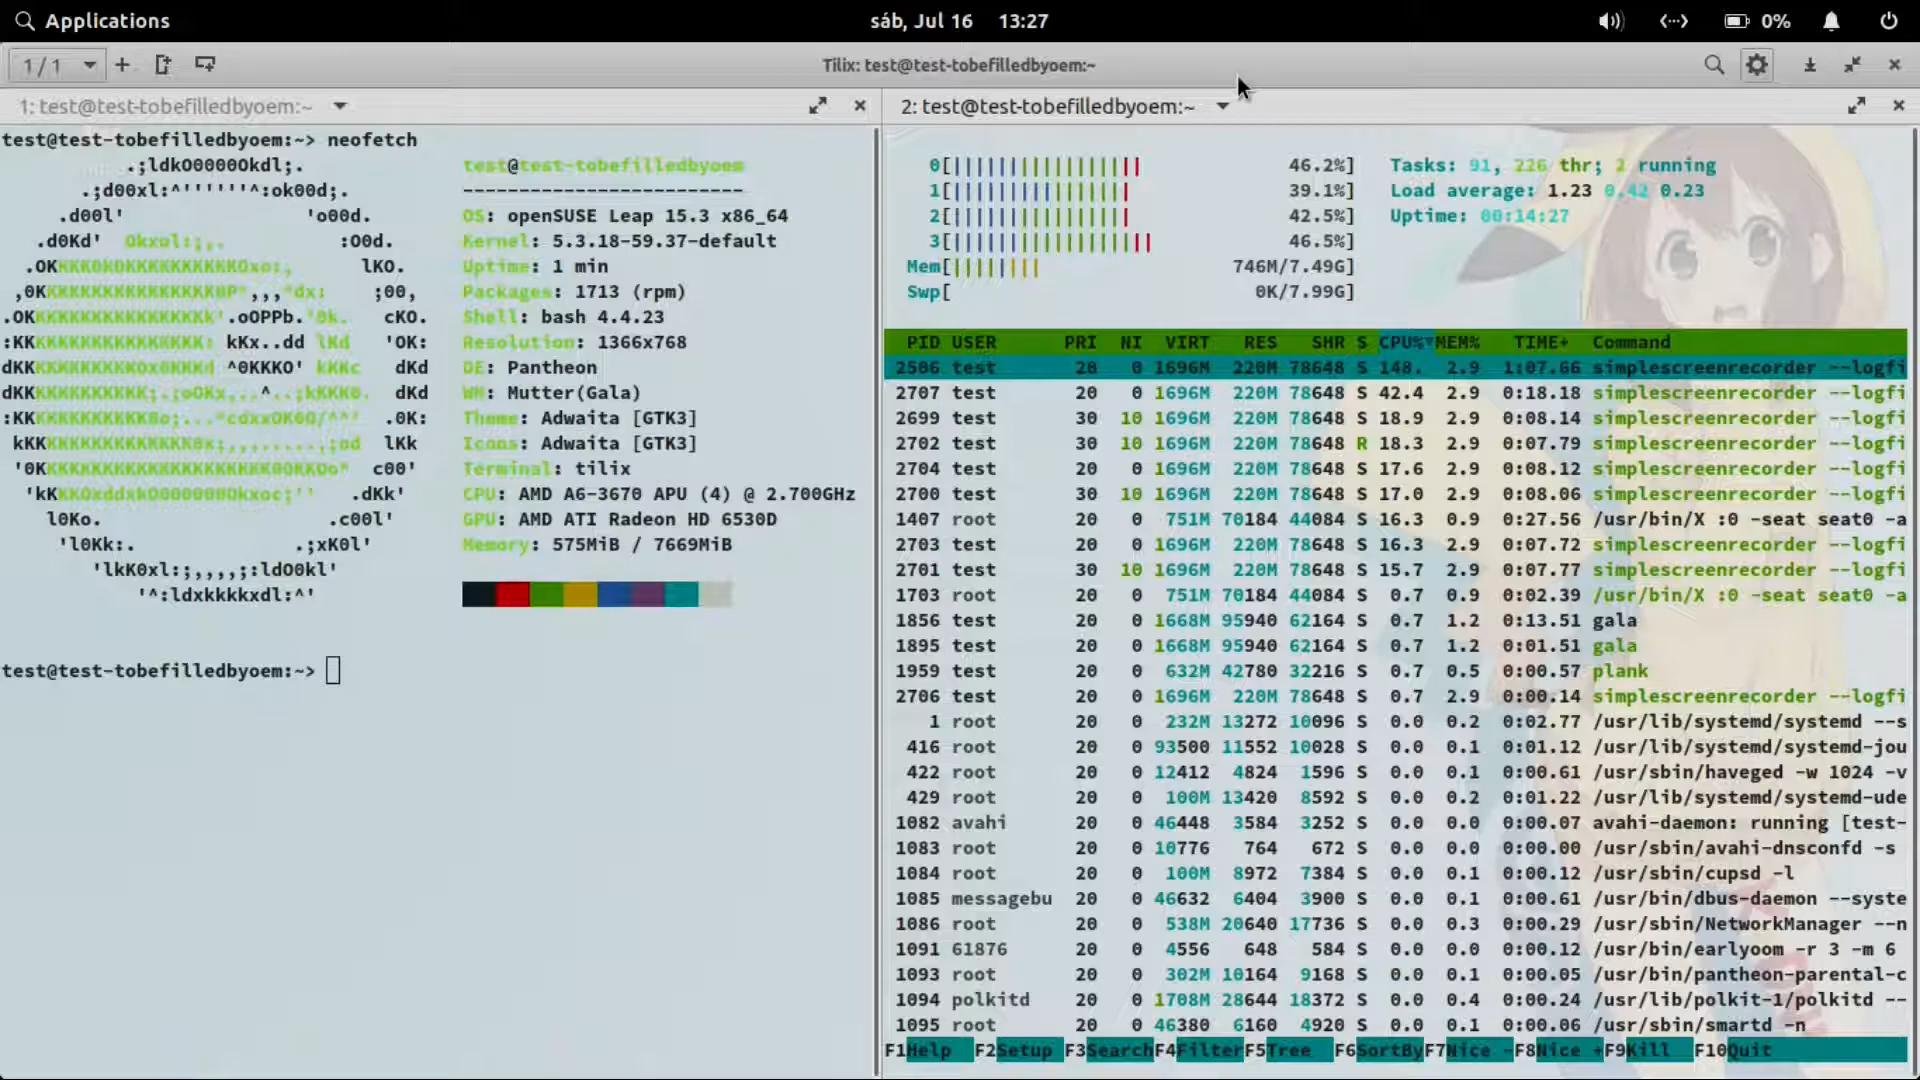 Applications
sáb, Jul 16 13:27
0%
1 / 1
Tilix: test@test-tobefilledbyoem:~
1: test@test-tobefilledbyoem:~
test@test-tobefilledbyoem:~> neofetch
test@test-tobefilledbyoem
-------------------------
OS: openSUSE Leap 15.3 x86_64
Kernel: 5.3.18-59.37-default
Uptime: 1 min
Packages: 1713 (rpm)
Shell: bash 4.4.23
Resolution: 1366x768
DE: Pantheon
WM: Mutter(Gala)
Theme: Adwaita [GTK3]
Icons: Adwaita [GTK3]
Terminal: tilix
CPU: AMD A6-3670 APU (4) @ 2.700GHz
GPU: AMD ATI Radeon HD 6530D
Memory: 575MiB / 7669MiB
test@test-tobefilledbyoem:~>
2: test@test-tobefilledbyoem:~
0[ 46.2%] Tasks: 91, 226 thr; 2 running
1[ 39.1%] Load average: 1.23 0.42 0.23
2[ 42.5%] Uptime: 00:14:27
3[ 46.5%]
Mem[ 746M/7.49G]
Swp[ 0K/7.99G]
PID USER PRI NI VIRT RES SHR S CPU% MEM% TIME+ Command
2506 test 20 0 1696M 220M 78648 S 148. 2.9 1:07.66 simplescreenrecorder --logfi
2707 test 20 0 1696M 220M 78648 S 42.4 2.9 0:18.18 simplescreenrecorder --logfi
2699 test 30 10 1696M 220M 78648 S 18.9 2.9 0:08.14 simplescreenrecorder --logfi
2702 test 30 10 1696M 220M 78648 R 18.3 2.9 0:07.79 simplescreenrecorder --logfi
2704 test 20 0 1696M 220M 78648 S 17.6 2.9 0:08.12 simplescreenrecorder --logfi
2700 test 30 10 1696M 220M 78648 S 17.0 2.9 0:08.06 simplescreenrecorder --logfi
1407 root 20 0 751M 70184 44084 S 16.3 0.9 0:27.56 /usr/bin/X :0 -seat seat0 -a
2703 test 20 0 1696M 220M 78648 S 16.3 2.9 0:07.72 simplescreenrecorder --logfi
2701 test 30 10 1696M 220M 78648 S 15.7 2.9 0:07.77 simplescreenrecorder --logfi
1703 root 20 0 751M 70184 44084 S 0.7 0.9 0:02.39 /usr/bin/X :0 -seat seat0 -a
1856 test 20 0 1668M 95940 62164 S 0.7 1.2 0:13.51 gala
1895 test 20 0 1668M 95940 62164 S 0.7 1.2 0:01.51 gala
1959 test 20 0 632M 42780 32216 S 0.7 0.5 0:00.57 plank
2706 test 20 0 1696M 220M 78648 S 0.7 2.9 0:00.14 simplescreenrecorder --logfi
1 root 20 0 232M 13272 10096 S 0.0 0.2 0:02.77 /usr/lib/systemd/systemd --s
416 root 20 0 93500 11552 10028 S 0.0 0.1 0:01.12 /usr/lib/systemd/systemd-jou
422 root 20 0 12412 4824 1596 S 0.0 0.1 0:00.61 /usr/sbin/haveged -w 1024 -v
429 root 20 0 100M 13420 8592 S 0.0 0.2 0:01.22 /usr/lib/systemd/systemd-ude
1082 avahi 20 0 46448 3584 3252 S 0.0 0.0 0:00.07 avahi-daemon: running [test-
1083 root 20 0 10776 764 672 S 0.0 0.0 0:00.00 /usr/sbin/avahi-dnsconfd -s
1084 root 20 0 100M 8972 7384 S 0.0 0.1 0:00.12 /usr/sbin/cupsd -l
1085 messagebu 20 0 46632 6404 3900 S 0.0 0.1 0:00.61 /usr/bin/dbus-daemon --syste
1086 root 20 0 538M 20640 17736 S 0.0 0.3 0:00.29 /usr/sbin/NetworkManager --n
1091 61876 20 0 4556 648 584 S 0.0 0.0 0:00.12 /usr/bin/earlyoom -r 3 -m 6
1093 root 20 0 302M 10164 9168 S 0.0 0.1 0:00.05 /usr/bin/pantheon-parental-c
1094 polkitd 20 0 1708M 28644 18372 S 0.0 0.4 0:00.24 /usr/lib/polkit-1/polkitd --
1095 root 20 0 46380 6160 4920 S 0.0 0.1 0:00.06 /usr/sbin/smartd -n
F1Help F2Setup F3SearchF4FilterF5Tree F6SortByF7Nice -F8Nice +F9Kill F10Quit